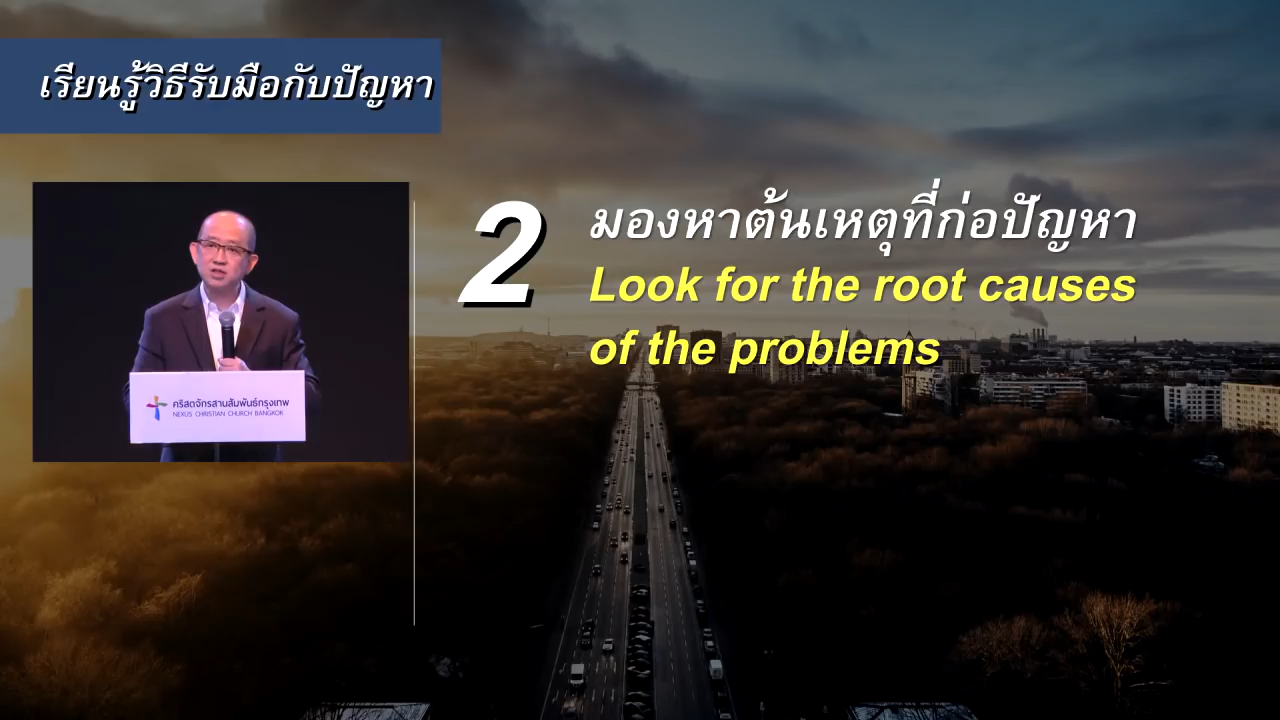 เรียนรู้วิธีรับมือกับปัญหา
2
มองหาต้นเหตุที่ก่อปัญหา
Look for the root causes
of the problems
คริสตจักรสานสัมพันธ์กรุงเทพ
NEXUS CHRISTIAN CHURCH BANGKOK